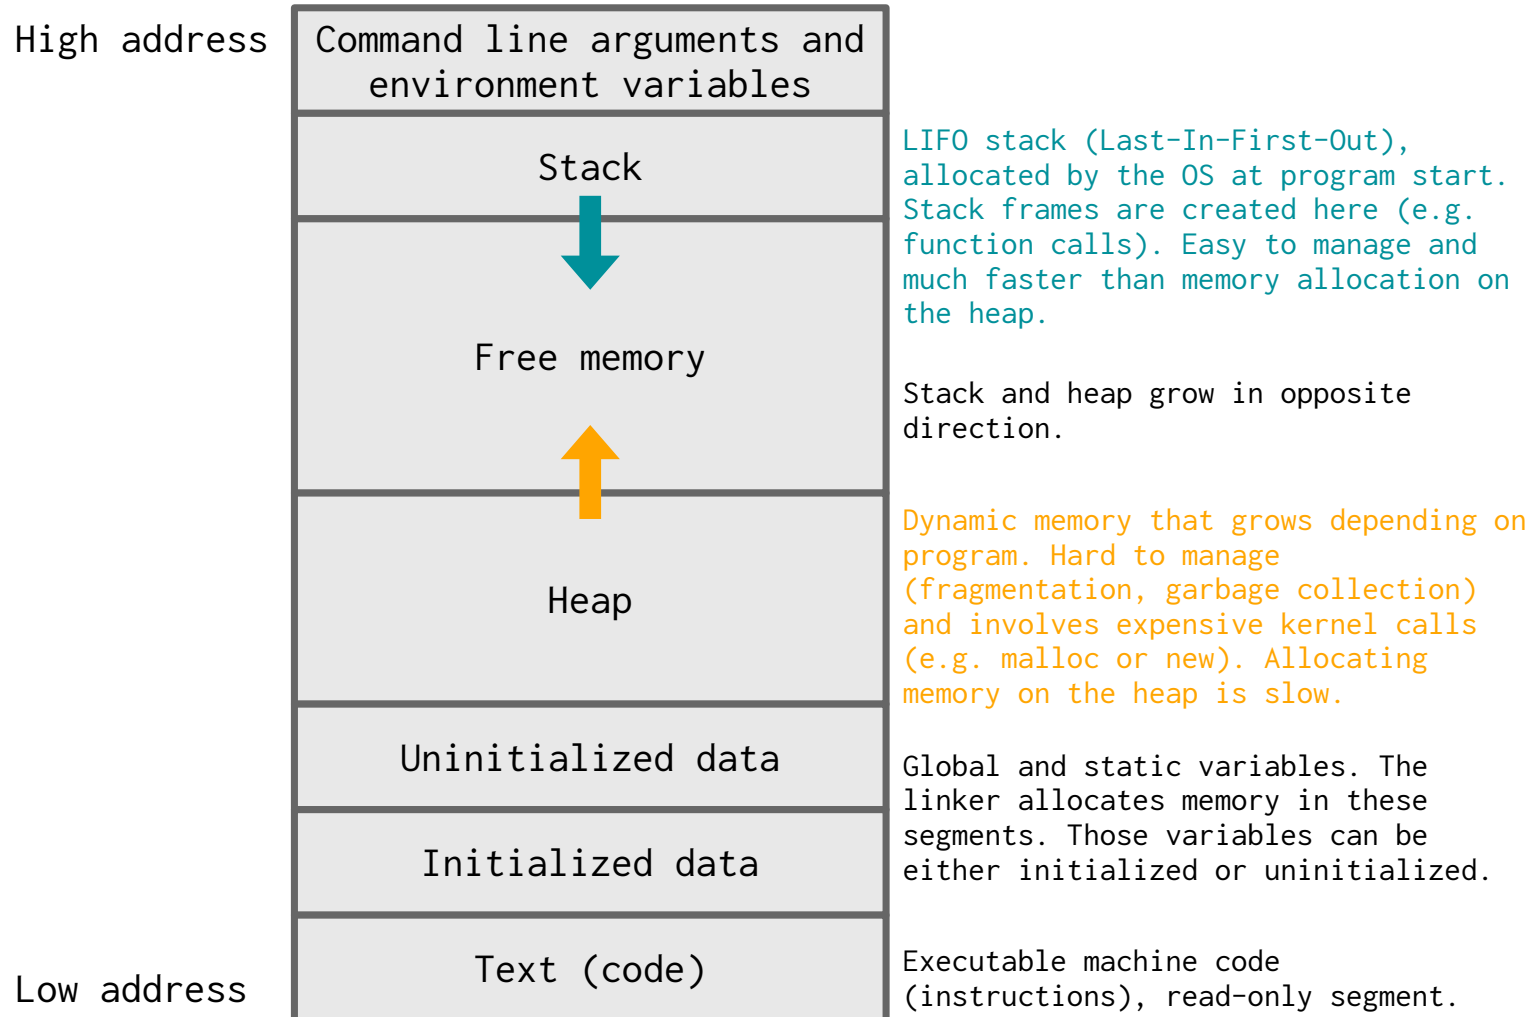 High address
Command line arguments and
environment variables
Stack
LIFO stack (Last-In-First-Out),
allocated by the OS at program start.
Stack frames are created here (e.g.
function calls). Easy to manage and
much faster than memory allocation on
the heap.
Free memory
Stack and heap grow in opposite
direction.
Heap
Dynamic memory that grows depending on
program. Hard to manage
(fragmentation, garbage collection)
and involves expensive kernel calls
(e.g. malloc or new). Allocating
memory on the heap is slow.
Uninitialized data
Initialized data
Global and static variables. The
linker allocates memory in these
segments. Those variables can be
either initialized or uninitialized.
Low address
Text (code)
Executable machine code
(instructions), read-only segment.